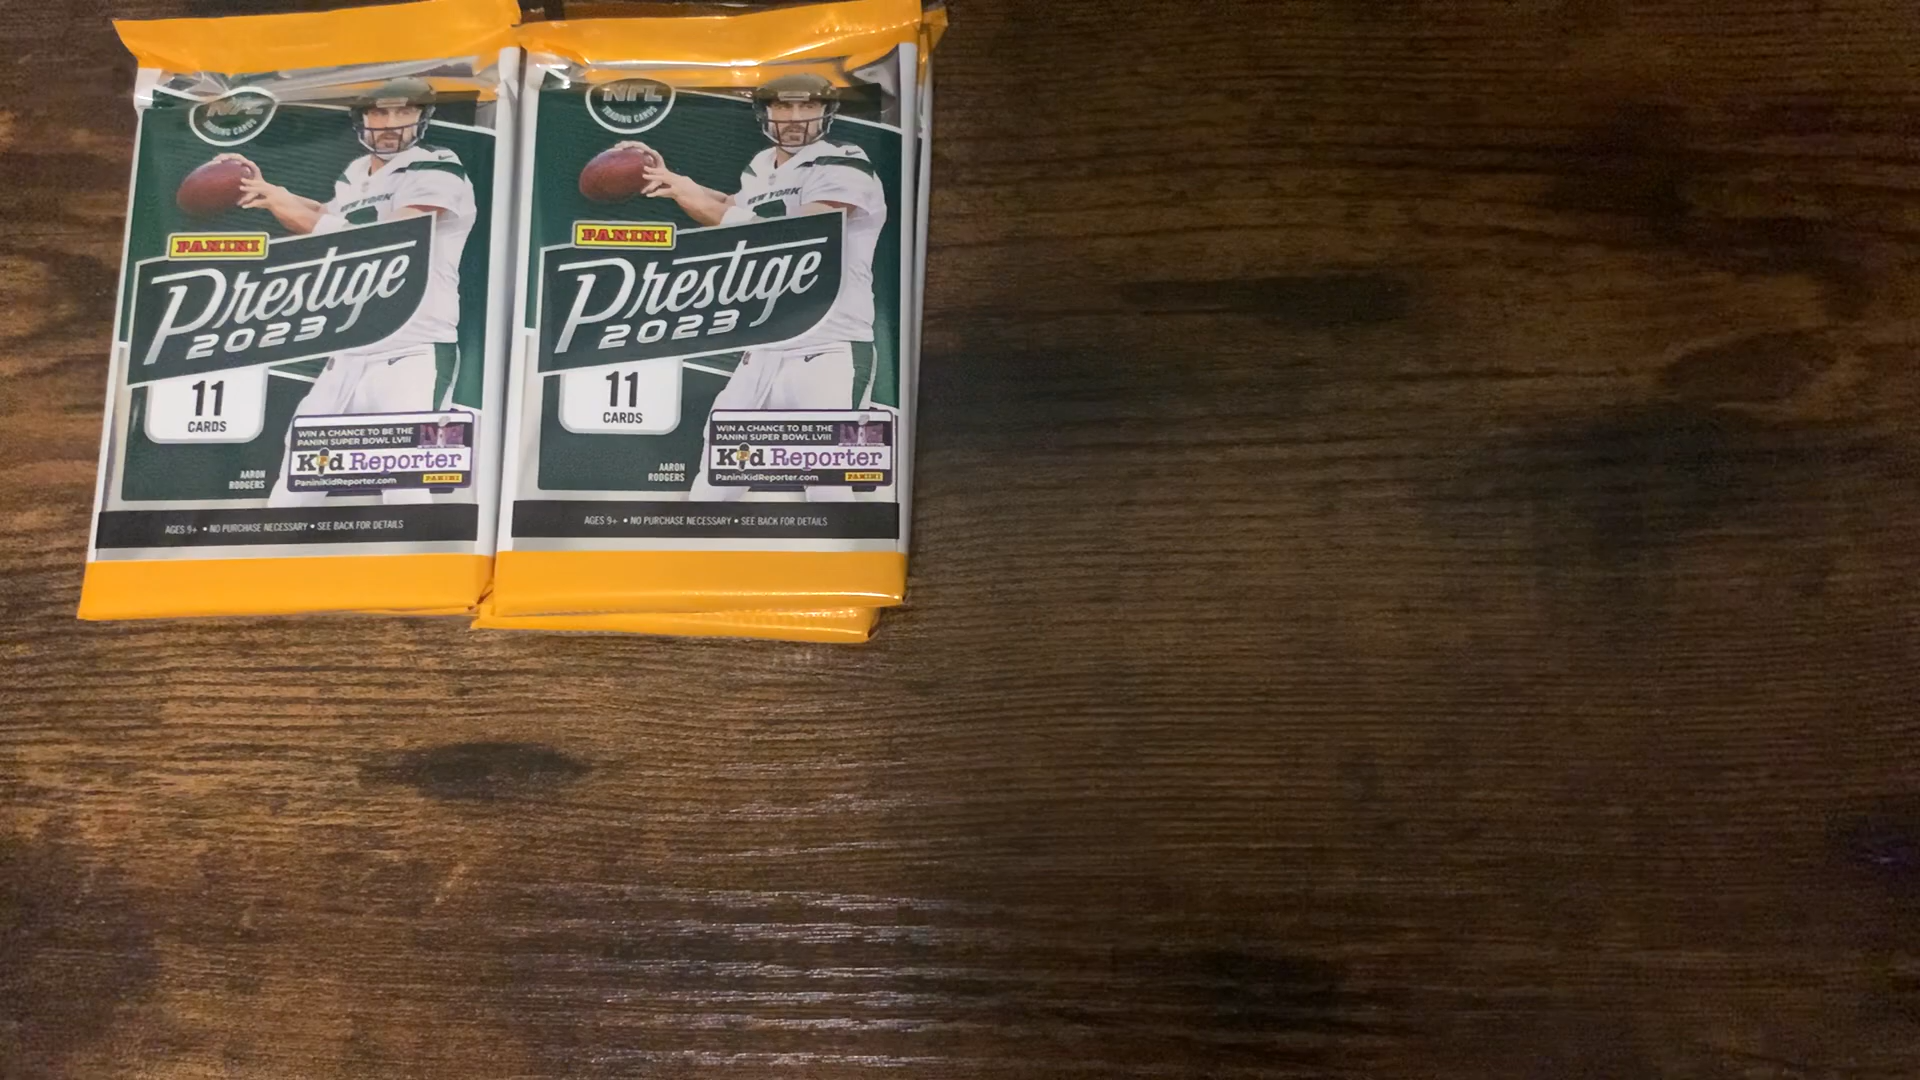 NFL
TRADING CARDS
NEW YORK
PANINI
Prestige
2023
11
CARDS
AARON
RODGERS
WIN A CHANCE TO BE THE
PANINI SUPER BOWL LVIII
Kid Reporter
PaniniKidReporter.com
PANINI
AGES 9+ • NO PURCHASE NECESSARY • SEE BACK FOR DETAILS
NFL
TRADING CARDS
NEW YORK
PANINI
Prestige
2023
11
CARDS
AARON
RODGERS
WIN A CHANCE TO BE THE
PANINI SUPER BOWL LVIII
Kid Reporter
PaniniKidReporter.com
PANINI
AGES 9+ • NO PURCHASE NECESSARY • SEE BACK FOR DETAILS